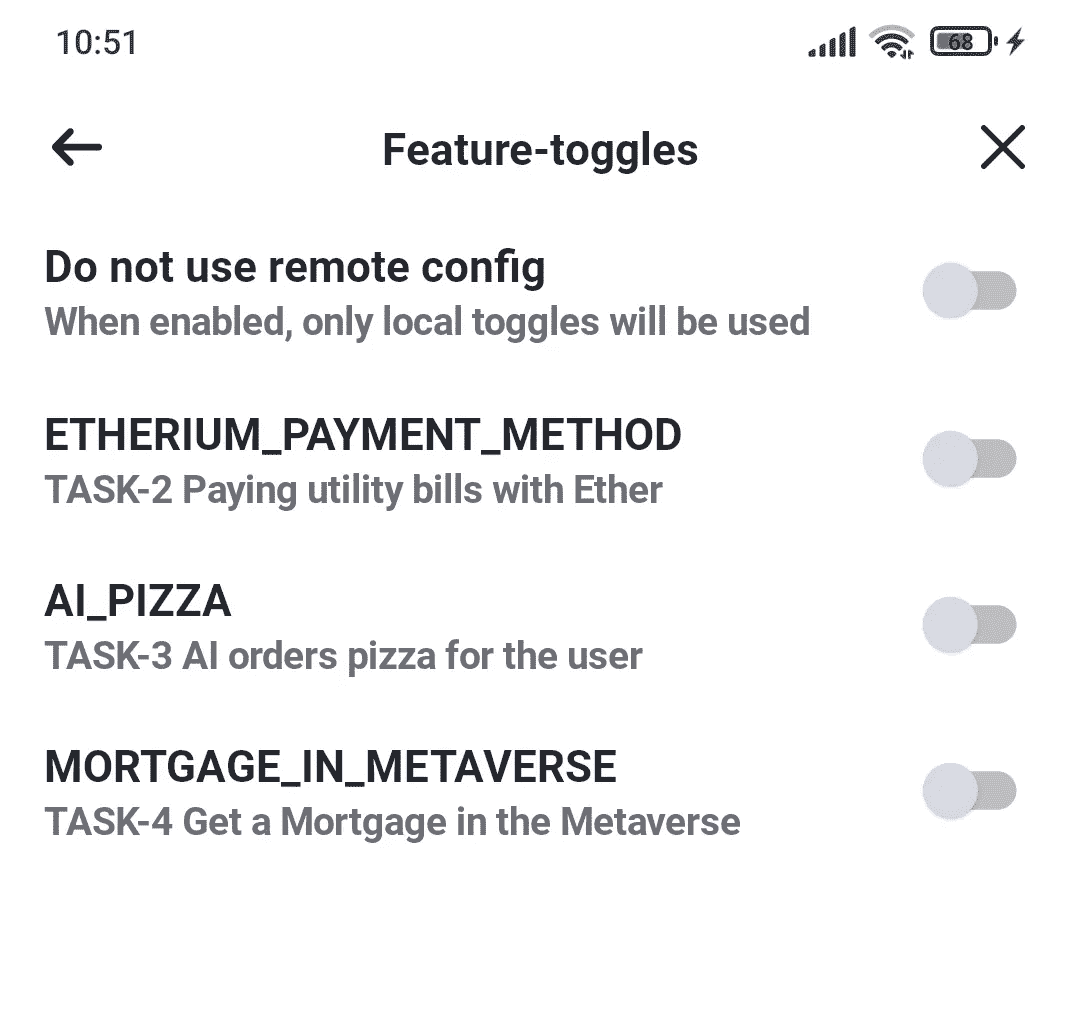 10:51
68
Feature-toggles
Do not use remote config
When enabled, only local toggles will be used
ETHERIUM_PAYMENT_METHOD
TASK-2 Paying utility bills with Ether
AI_PIZZA
TASK-3 AI orders pizza for the user
MORTGAGE_IN_METAVERSE
TASK-4 Get a Mortgage in the Metaverse